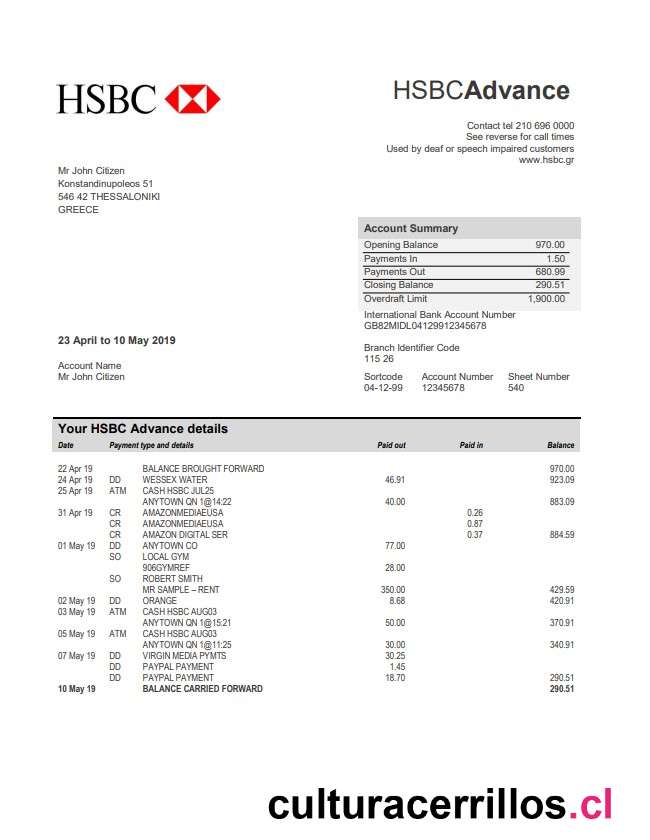 HSBC
HSBCAdvance
Contact tel 210 696 0000
See reverse for call times
Used by deaf or speech impaired customers
www.hsbc.gr
Mr John Citizen
Konstandinupoleos 51
546 42 THESSALONIKI
GREECE
Account Summary
Opening Balance 970.00
Payments In 1.50
Payments Out 680.99
Closing Balance 290.51
Overdraft Limit 1,900.00
International Bank Account Number
GB82MIDL04129912345678
23 April to 10 May 2019
Branch Identifier Code
115 26
Account Name
Mr John Citizen
Sortcode Account Number Sheet Number
04-12-99 12345678 540
Your HSBC Advance details
Date Payment type and details Paid out Paid in Balance
22 Apr 19 BALANCE BROUGHT FORWARD 970.00
24 Apr 19 DD WESSEX WATER 46.91 923.09
25 Apr 19 ATM CASH HSBC JUL25
ANYTOWN QN 1@14:22 40.00 883.09
31 Apr 19 CR AMAZONMEDIAEUSA 0.26
CR AMAZONMEDIAEUSA 0.87
CR AMAZON DIGITAL SER 0.37 884.59
01 May 19 DD ANYTOWN CO 77.00
SO LOCAL GYM
906GYMREF 28.00
SO ROBERT SMITH
MR SAMPLE – RENT 350.00 429.59
02 May 19 DD ORANGE 8.68 420.91
03 May 19 ATM CASH HSBC AUG03
ANYTOWN QN 1@15:21 50.00 370.91
05 May 19 ATM CASH HSBC AUG03
ANYTOWN QN 1@11:25 30.00 340.91
07 May 19 DD VIRGIN MEDIA PYMTS 30.25
DD PAYPAL PAYMENT 1.45
DD PAYPAL PAYMENT 18.70 290.51
10 May 19 BALANCE CARRIED FORWARD 290.51
culturacerrillos.cl